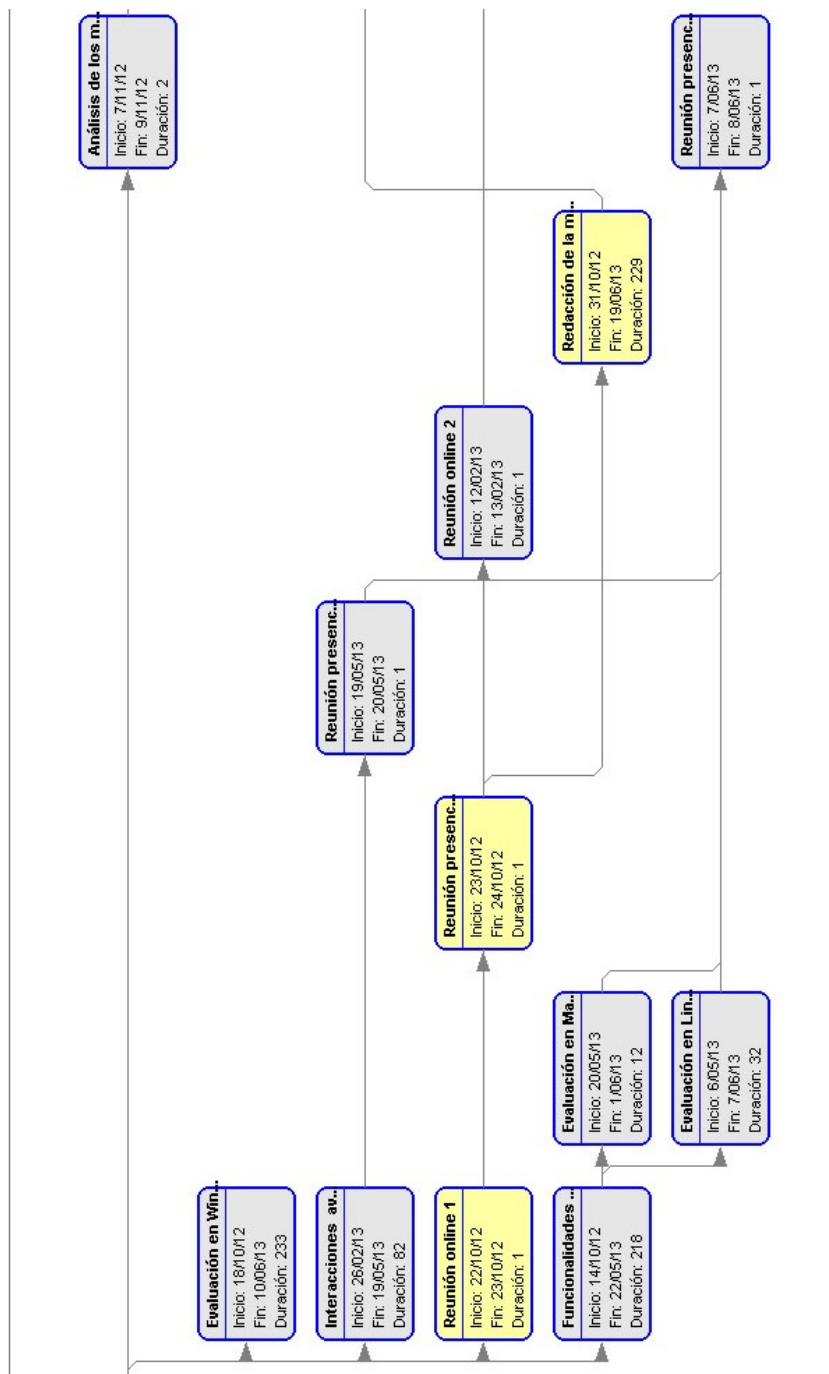 Análisis de los m...
Inicio: 7/11/12
Fin: 9/11/12
Duración: 2
Evaluación en Win...
Inicio: 18/10/12
Fin: 10/06/13
Duración: 233
Interacciones av...
Inicio: 26/02/13
Fin: 19/05/13
Duración: 82
Reunión presenc...
Inicio: 19/05/13
Fin: 20/05/13
Duración: 1
Reunión online 1
Inicio: 22/10/12
Fin: 23/10/12
Duración: 1
Reunión presenc...
Inicio: 23/10/12
Fin: 24/10/12
Duración: 1
Reunión online 2
Inicio: 12/02/13
Fin: 13/02/13
Duración: 1
Funcionalidades ...
Inicio: 14/10/12
Fin: 22/05/13
Duración: 218
Evaluación en Ma...
Inicio: 20/05/13
Fin: 1/06/13
Duración: 12
Redacción de la m...
Inicio: 31/10/12
Fin: 19/06/13
Duración: 229
Evaluación en Lin...
Inicio: 6/05/13
Fin: 7/06/13
Duración: 32
Reunión presenc...
Inicio: 7/06/13
Fin: 8/06/13
Duración: 1